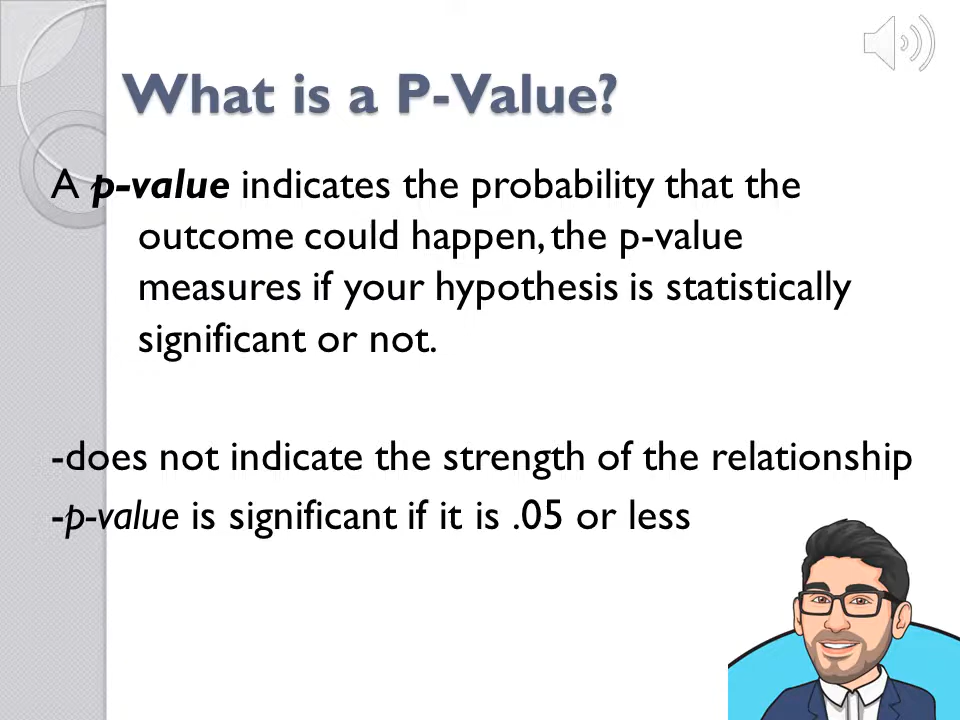 What is a P-Value?
A p-value indicates the probability that the
outcome could happen, the p-value
measures if your hypothesis is statistically
significant or not.
-does not indicate the strength of the relationship
-p-value is significant if it is .05 or less